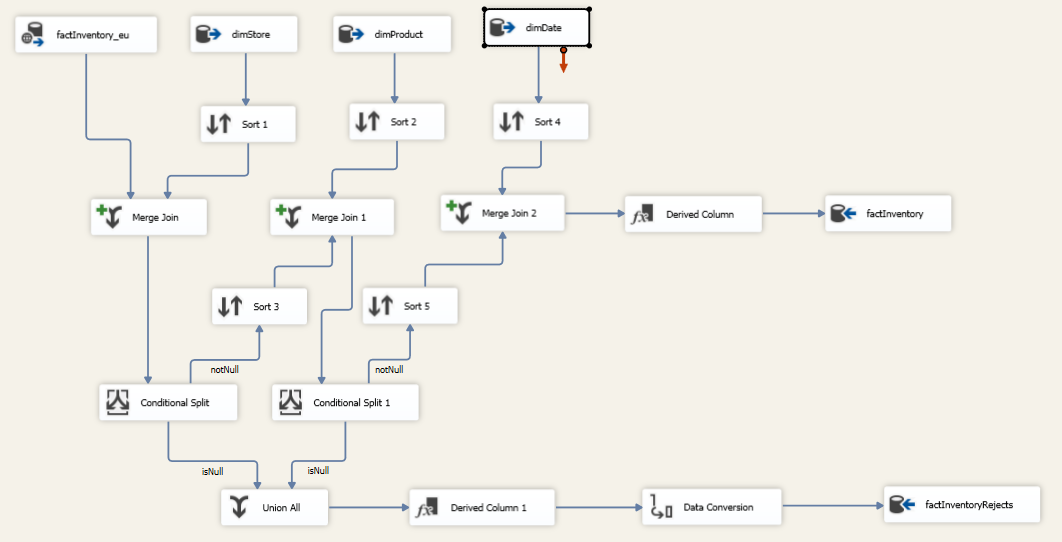 factInventory_eu
dimStore
dimProduct
dimDate
Sort 1
Sort 2
Sort 4
Merge Join
Merge Join 1
Merge Join 2
Derived Column
factInventory
Sort 3
Sort 5
notNull
notNull
Conditional Split
Conditional Split 1
isNull
isNull
Union All
Derived Column 1
Data Conversion
factInventoryRejects